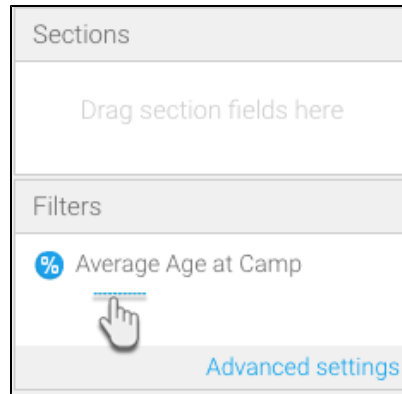 Sections
Drag section fields here
Filters
% Average Age at Camp
Advanced settings